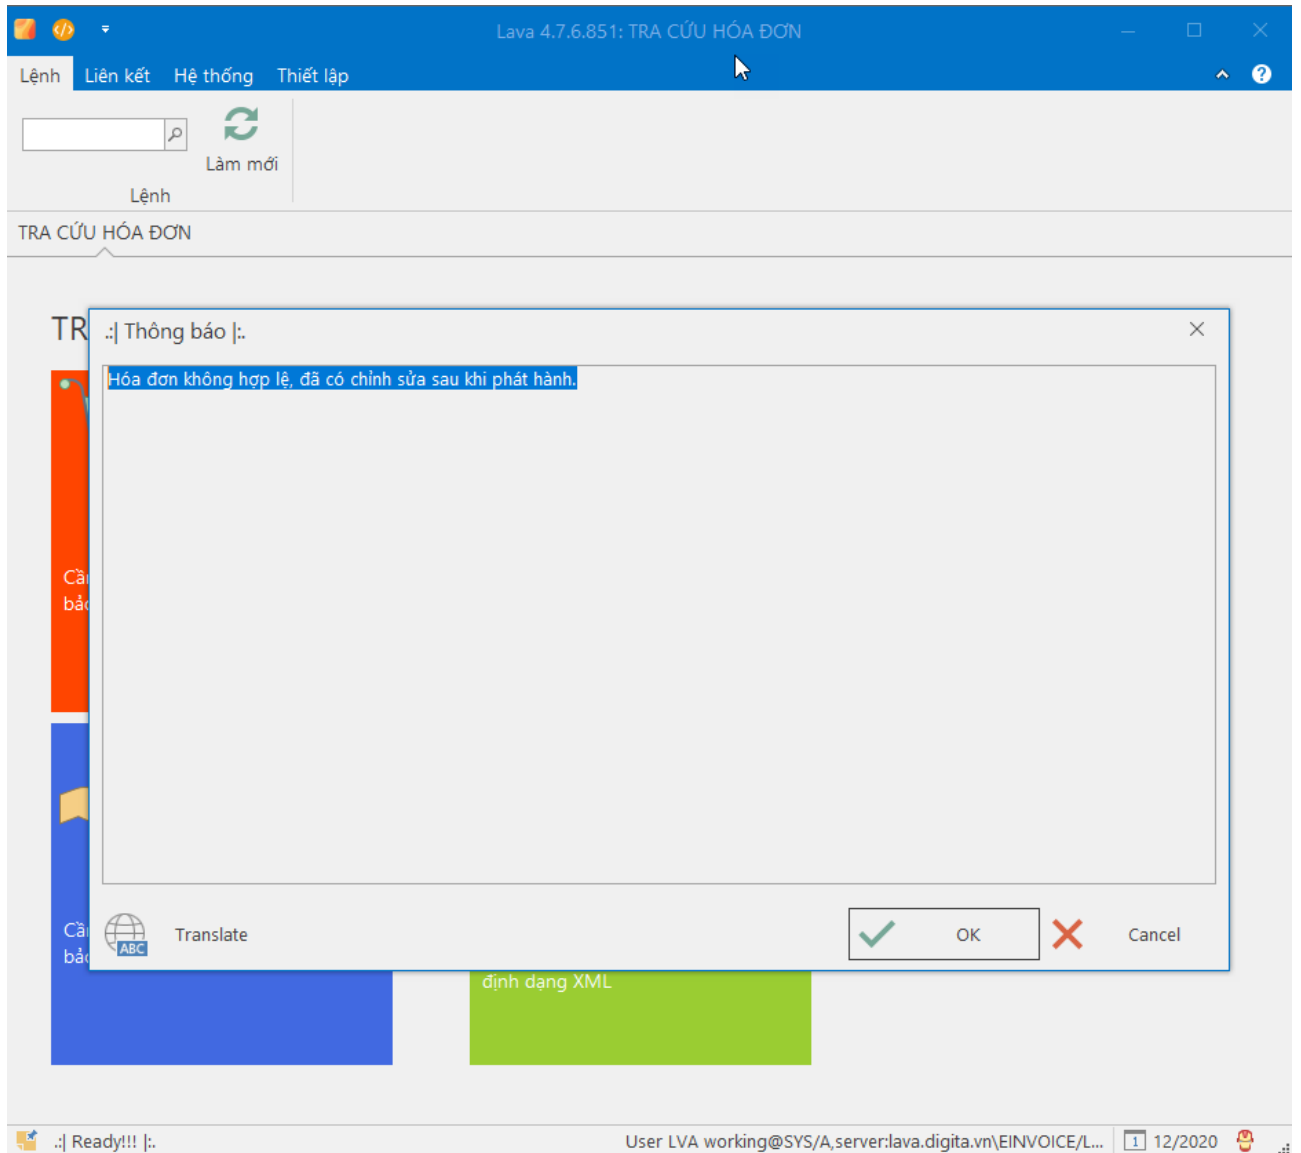 Lava 4.7.6.851: TRA CỨU HÓA ĐƠN
Lệnh Liên kết Hệ thống Thiết lập
Làm mới
Lệnh
TRA CỨU HÓA ĐƠN
TR
.:| Thông báo |:.
Hóa đơn không hợp lệ, đã có chỉnh sửa sau khi phát hành.
ABC
Translate
OK
Cancel
định dạng XML
.:| Ready!!! |:.
User LVA working@SYS/A,server:lava.digita.vn\EINVOICE/L...
1 12/2020